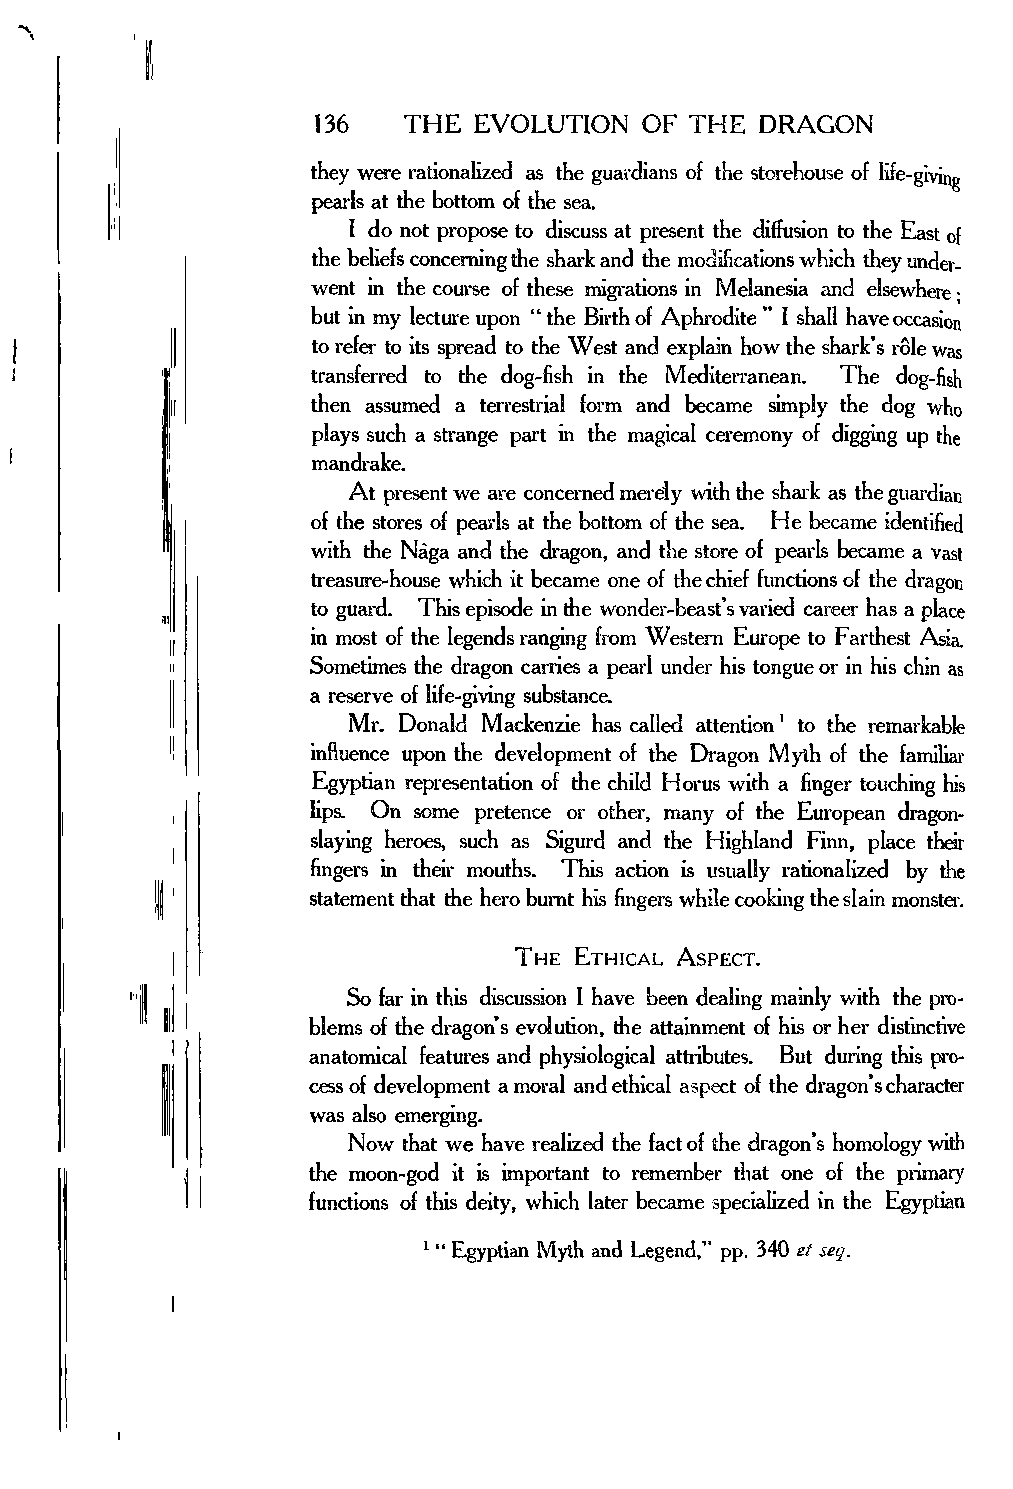 136 THE EVOLUTION OF THE DRAGON
they were rationalized as the guardians of the storehouse of life-giving
pearls at the bottom of the sea.
I do not propose to discuss at present the diffusion to the East of
the beliefs concerning the shark and the modifications which they under-
went in the course of these migrations in Melanesia and elsewhere ;
but in my lecture upon “ the Birth of Aphrodite ” I shall have occasion
to refer to its spread to the West and explain how the shark's rôle was
transferred to the dog-fish in the Mediterranean. The dog-fish
then assumed a terrestrial form and became simply the dog who
plays such a strange part in the magical ceremony of digging up the
mandrake.
At present we are concerned merely with the shark as the guardian
of the stores of pearls at the bottom of the sea. He became identified
with the Nâga and the dragon, and the store of pearls became a vast
treasure-house which it became one of the chief functions of the dragon
to guard. This episode in the wonder-beast's varied career has a place
in most of the legends ranging from Western Europe to Farthest Asia.
Sometimes the dragon carries a pearl under his tongue or in his chin as
a reserve of life-giving substance.
Mr. Donald Mackenzie has called attention ¹ to the remarkable
influence upon the development of the Dragon Myth of the familiar
Egyptian representation of the child Horus with a finger touching his
lips. On some pretence or other, many of the European dragon-
slaying heroes, such as Sigurd and the Highland Finn, place their
fingers in their mouths. This action is usually rationalized by the
statement that the hero burnt his fingers while cooking the slain monster.
THE ETHICAL ASPECT.
So far in this discussion I have been dealing mainly with the pro-
blems of the dragon's evolution, the attainment of his or her distinctive
anatomical features and physiological attributes. But during this pro-
cess of development a moral and ethical aspect of the dragon's character
was also emerging.
Now that we have realized the fact of the dragon's homology with
the moon-god it is important to remember that one of the primary
functions of this deity, which later became specialized in the Egyptian
¹ “ Egyptian Myth and Legend,” pp. 340 et seq.